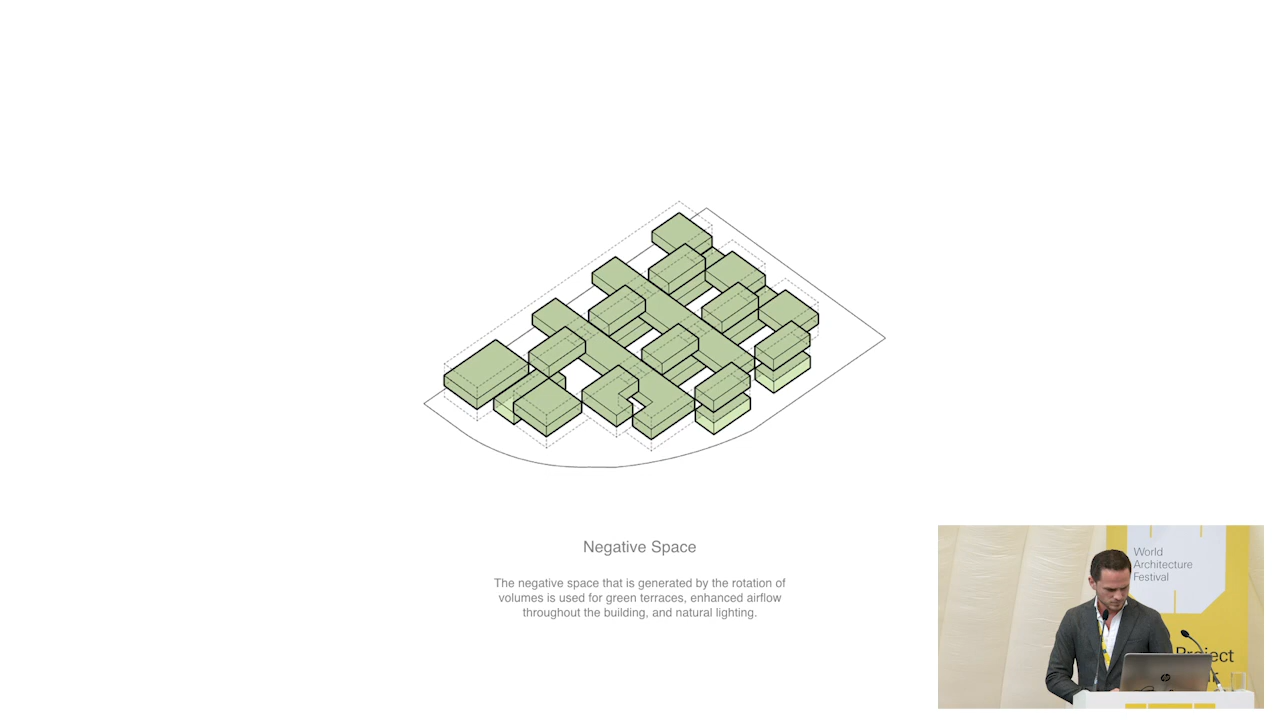 Negative Space
The negative space that is generated by the rotation of
volumes is used for green terraces, enhanced airflow
throughout the building, and natural lighting.
World
Architecture
Festival
hp